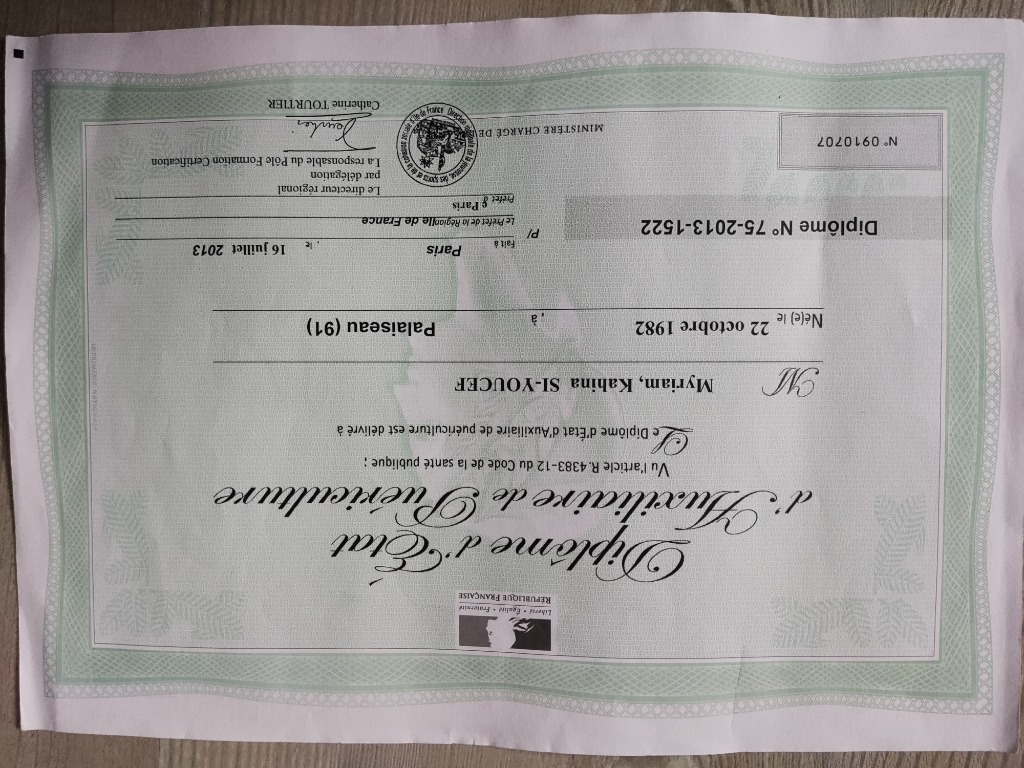 Liberté • Égalité • Fraternité
RÉPUBLIQUE FRANÇAISE
Diplôme d'État
d'Auxiliaire de Puériculture
Vu l'article R. 4383-12 du Code de la santé publique ;
Le Diplôme d'État d'Auxiliaire de puériculture est délivré à
M Myriam, Kahina SI-YOUCEF
Né(e) le 22 octobre 1982 , à Palaiseau (91)
Fait à Paris , le 16 juillet 2013
Diplôme N° 75-2013-1522
P/ Le Préfet de la Région Ile de France
Préfet de Paris
Le directeur régional
par délégation
La responsable du Pôle Formation Certification
N° 0910707
MINISTÈRE CHARGÉ DE
Catherine TOURTIER